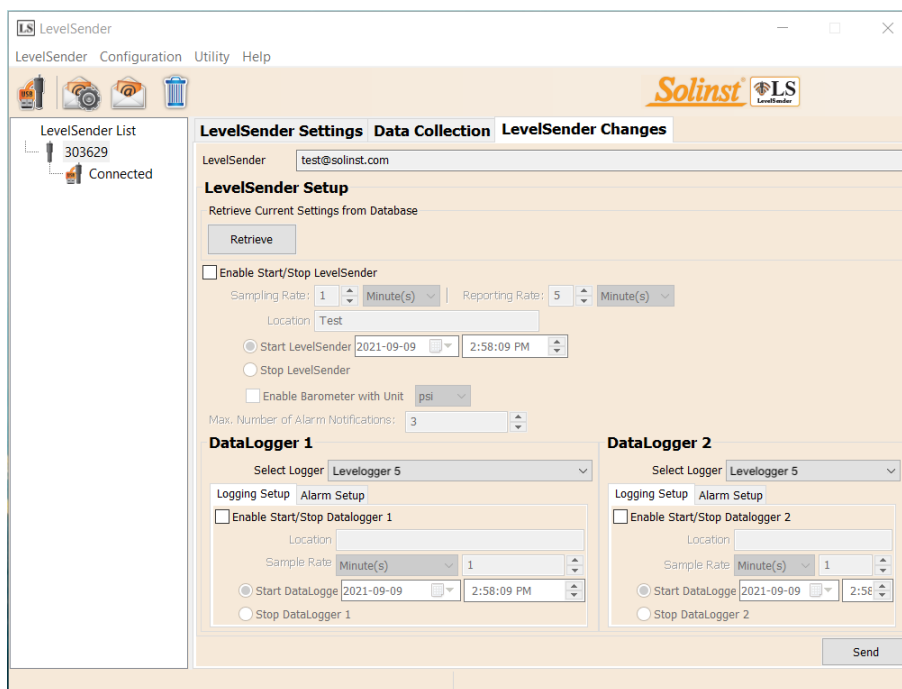 LS LevelSender
LevelSender Configuration Utility Help
USB @ Solinst LS LevelSender
LevelSender List
303629
Connected
LevelSender Settings Data Collection LevelSender Changes
LevelSender test@solinst.com
LevelSender Setup
Retrieve Current Settings from Database
Retrieve
Enable Start/Stop LevelSender
Sampling Rate: 1 Minute(s) Reporting Rate: 5 Minute(s)
Location Test
Start LevelSender 2021-09-09 2:58:09 PM
Stop LevelSender
Enable Barometer with Unit psi
Max. Number of Alarm Notifications: 3
DataLogger 1
Select Logger Levelogger 5
Logging Setup Alarm Setup
Enable Start/Stop Datalogger 1
Location
Sample Rate Minute(s) 1
Start DataLogge 2021-09-09 2:58:09 PM
Stop DataLogger 1
DataLogger 2
Select Logger Levelogger 5
Logging Setup Alarm Setup
Enable Start/Stop Datalogger 2
Location
Sample Rate Minute(s) 1
Start DataLogge 2021-09-09 2:58
Stop DataLogger 2
Send